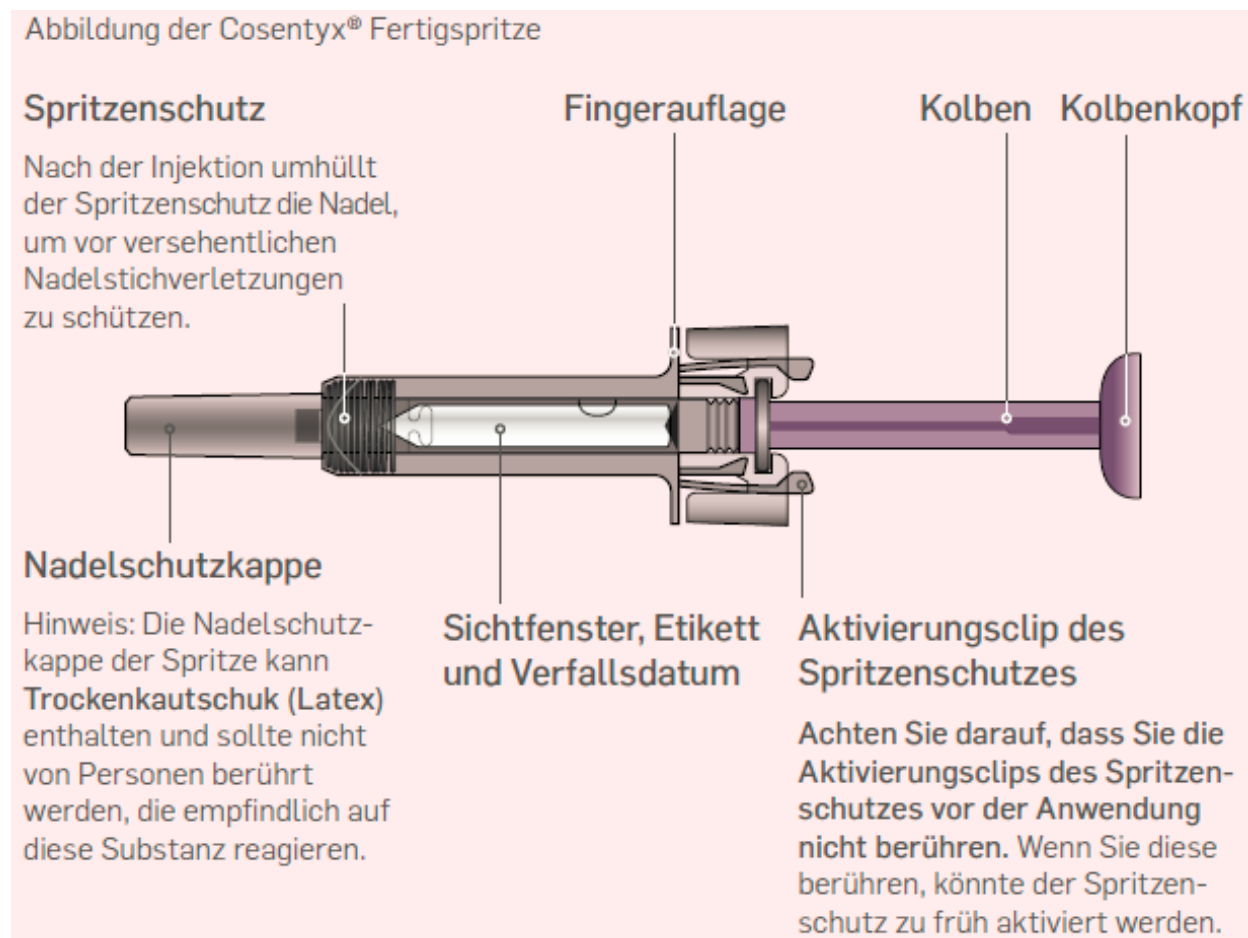 Abbildung der Cosentyx® Fertigspritze
Spritzenschutz
Nach der Injektion umhüllt
der Spritzenschutz die Nadel,
um vor versehentlichen
Nadelstichverletzungen
zu schützen.
Fingerauflage
Kolben
Kolbenkopf
Nadelschutzkappe
Hinweis: Die Nadelschutz-
kappe der Spritze kann
Trockenkautschuk (Latex)
enthalten und sollte nicht
von Personen berührt
werden, die empfindlich auf
diese Substanz reagieren.
Sichtfenster, Etikett
und Verfallsdatum
Aktivierungsclip des
Spritzenschutzes
Achten Sie darauf, dass Sie die
Aktivierungsclips des Spritzen-
schutzes vor der Anwendung
nicht berühren. Wenn Sie diese
berühren, könnte der Spritzen-
schutz zu früh aktiviert werden.